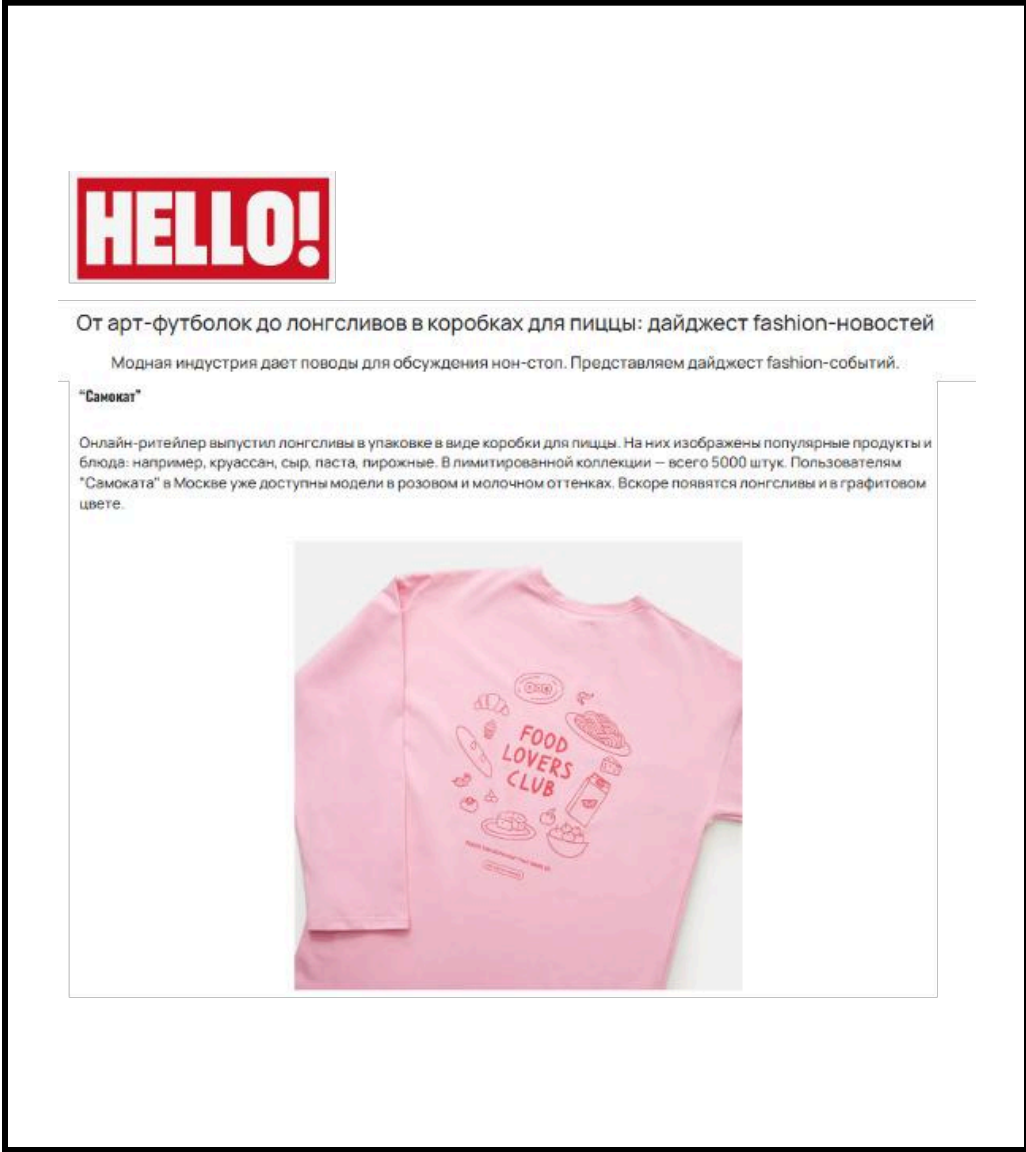 HELLO!
От арт-футболок до лонгсливов в коробках для пиццы: дайджест fashion-новостей
Модная индустрия дает поводы для обсуждения нон-стоп. Представляем дайджест fashion-событий.
"Самокат"
Онлайн-ритейлер выпустил лонгсливы в упаковке в виде коробки для пиццы. На них изображены популярные продукты и
блюда: например, круассан, сыр, паста, пирожные. В лимитированной коллекции — всего 5000 штук. Пользователям
"Самоката" в Москве уже доступны модели в розовом и молочном оттенках. Вскоре появятся лонгсливы и в графитовом
цвете.
FOOD
LOVERS
CLUB